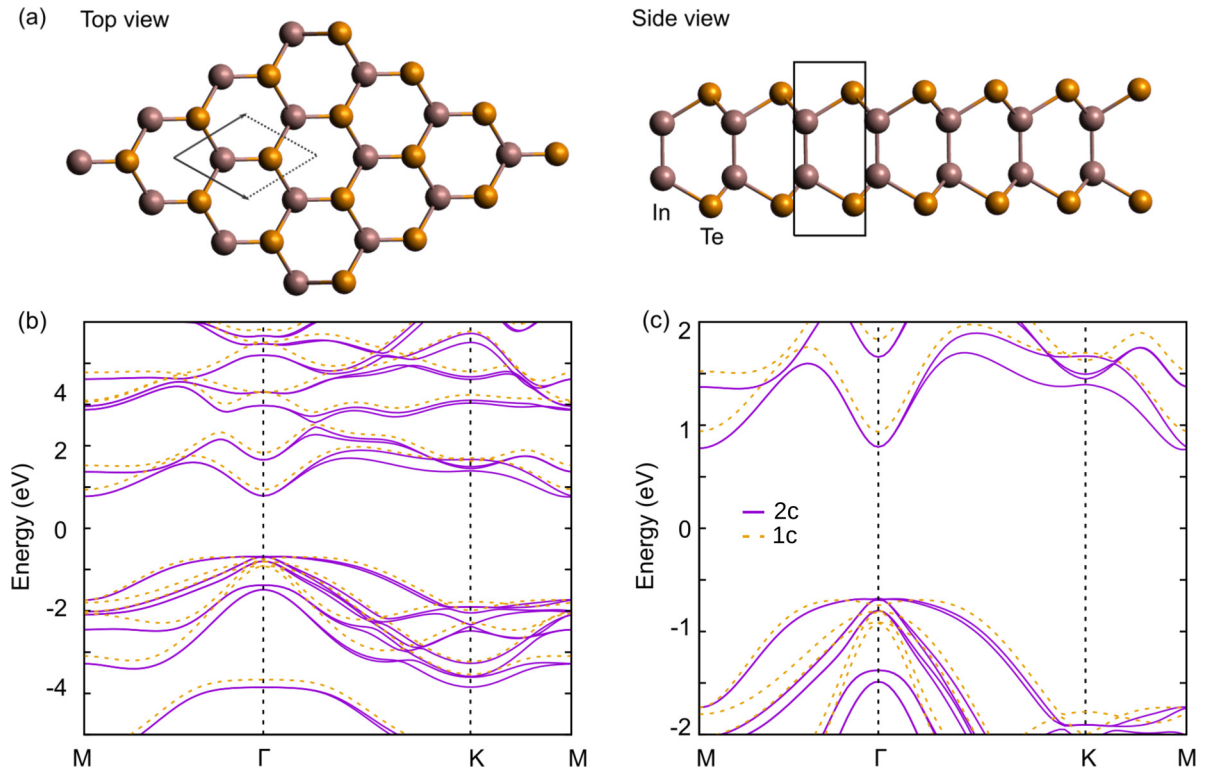 (a) Top view
Side view
In
Te
(b)
Energy (eV)
4
2
0
-2
-4
M Γ K M
(c)
Energy (eV)
2
1
0
-1
-2
2c
1c
M Γ K M